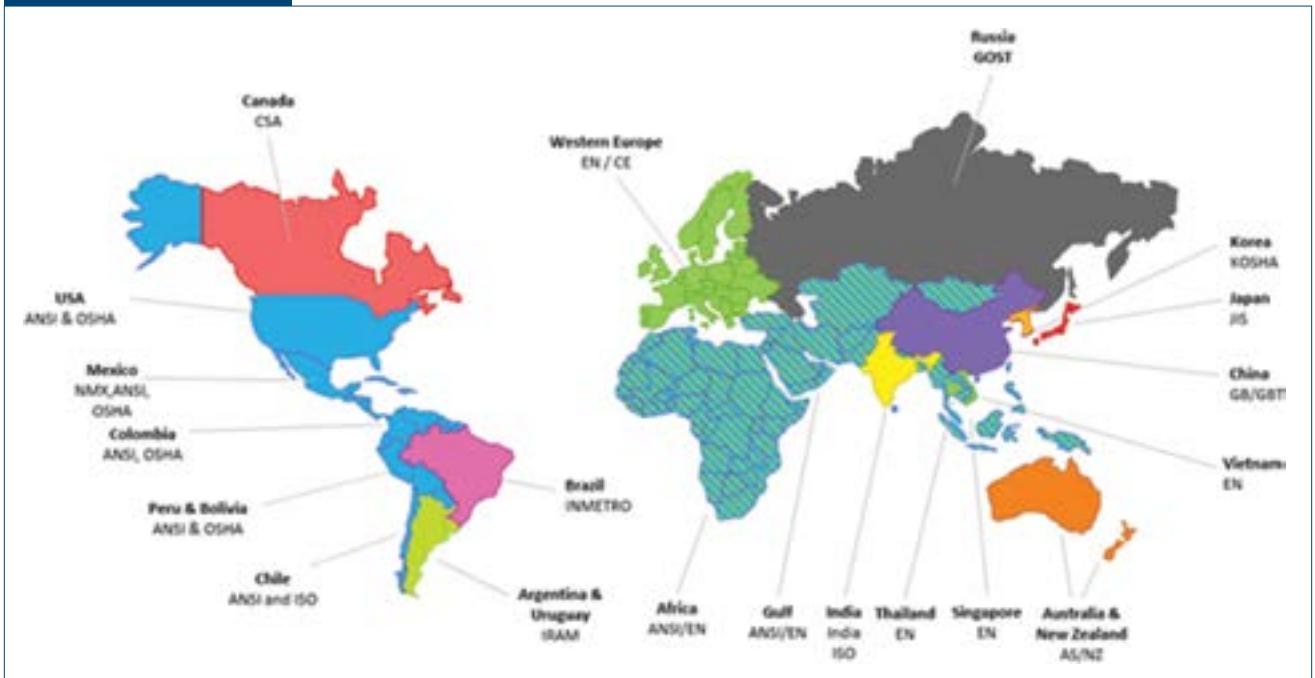 Russia
GOST
Canada
CSA
Western Europe
EN / CE
Korea
KOSHA
USA
ANSI & OSHA
Japan
JIS
Mexico
NMX,ANSI,
OSHA
China
GB/GBT
Colombia
ANSI, OSHA
Vietnam
EN
Brazil
INMETRO
Peru & Bolivia
ANSI & OSHA
Chile
ANSI and ISO
Argentina &
Uruguay
IRAM
Africa
ANSI/EN
Gulf
ANSI/EN
India
India
ISO
Thailand
EN
Singapore
EN
Australia &
New Zealand
AS/NZ